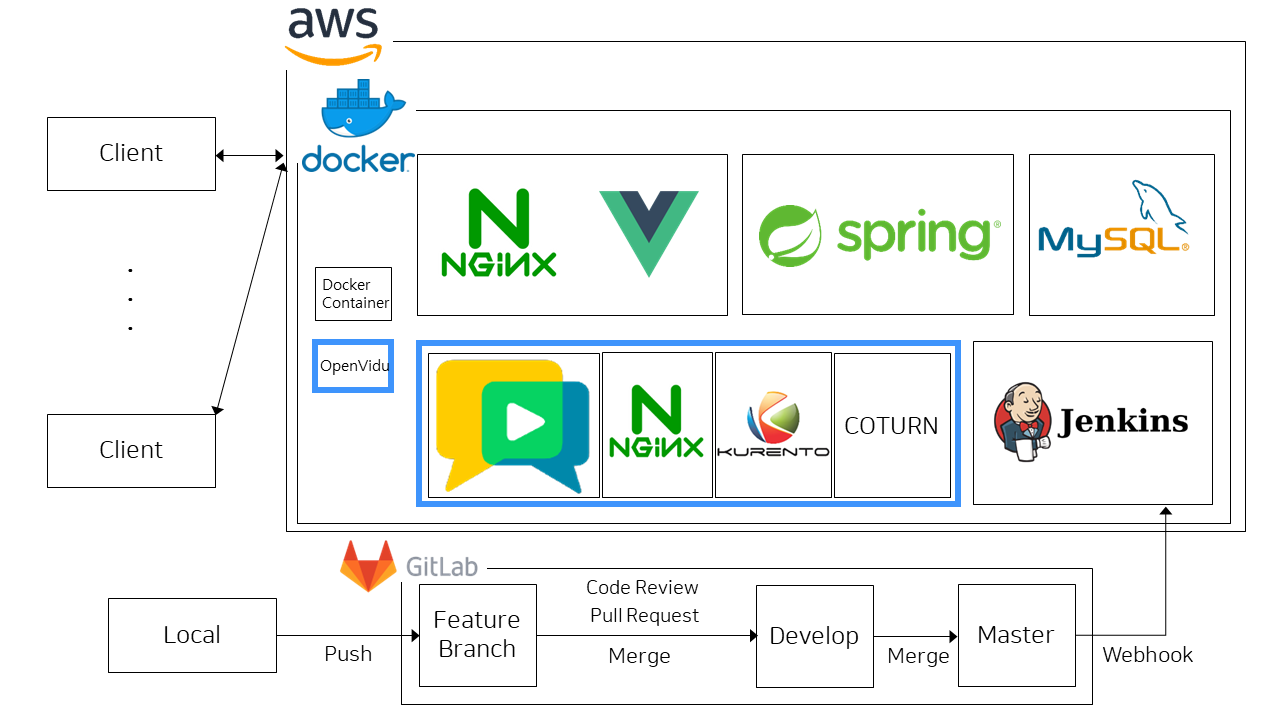 aws
docker
Client
NGiNX
spring
MySQL
Docker
Container
OpenVidu
NGiNX
KURENTO
COTURN
Jenkins
.
.
.
Client
GitLab
Code Review
Pull Request
Local
Push
Feature
Branch
Merge
Develop
Merge
Master
Webhook